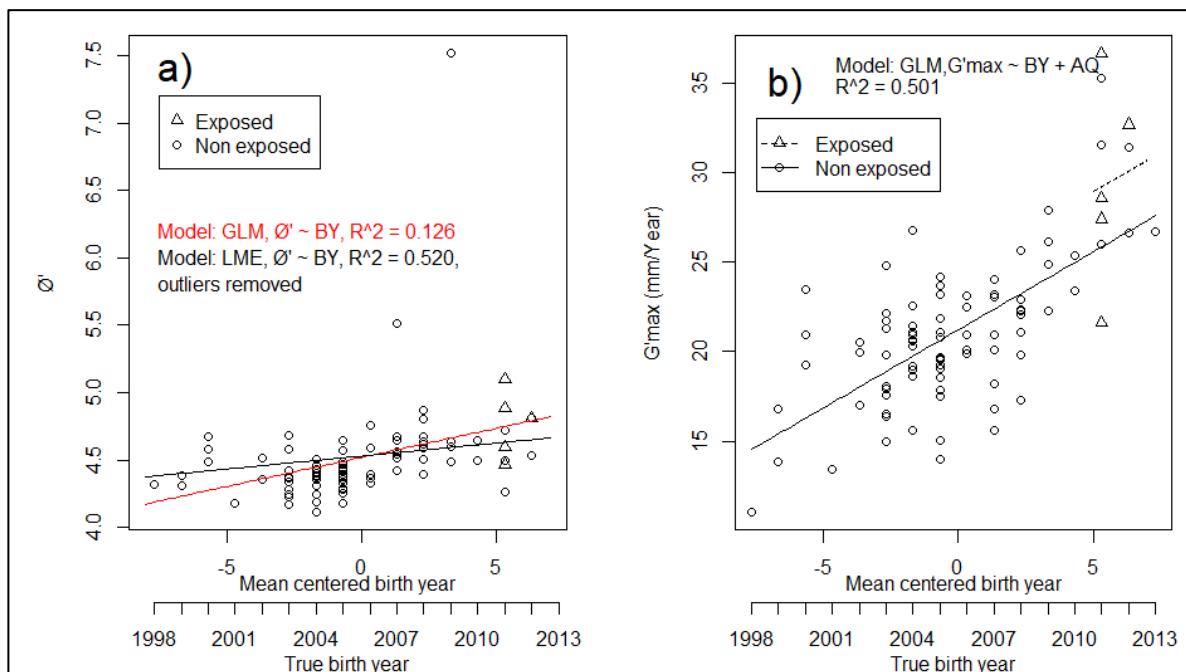 a)
Exposed
Non exposed
Model: GLM, Ø' ~ BY, R^2 = 0.126
Model: LME, Ø' ~ BY, R^2 = 0.520,
outliers removed
Ø'
7.5
7.0
6.5
6.0
5.5
5.0
4.5
4.0
-5 0 5
Mean centered birth year
1998 2001 2004 2007 2010 2013
True birth year
b)
Model: GLM,G'max ~ BY + AQ
R^2 = 0.501
Exposed
Non exposed
G'max (mm/Year)
35
30
25
20
15
-5 0 5
Mean centered birth year
1998 2001 2004 2007 2010 2013
True birth year